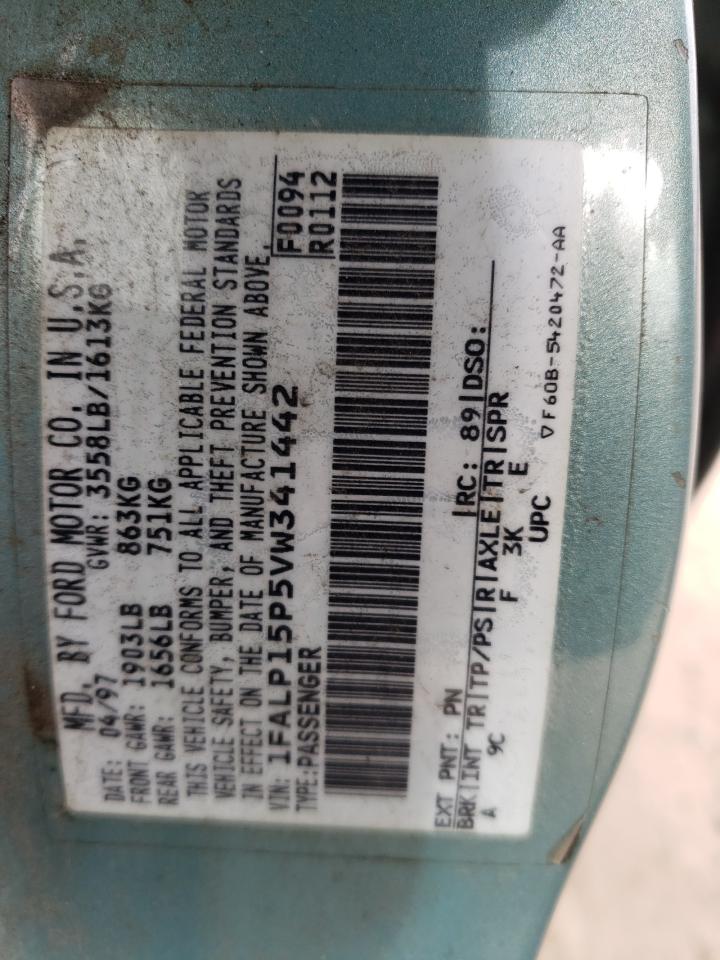 MFD. BY FORD MOTOR CO. IN U.S.A.
DATE: 04/97 GVWR: 3558LB/1613KG
FRONT GAWR: 1903LB 863KG
REAR GAWR: 1656LB 751KG
THIS VEHICLE CONFORMS TO ALL APPLICABLE FEDERAL MOTOR
VEHICLE SAFETY, BUMPER, AND THEFT PREVENTION STANDARDS
IN EFFECT ON THE DATE OF MANUFACTURE SHOWN ABOVE.
VIN: 1FALP15P5VW341442 F0094
TYPE: PASSENGER R0112
EXT PNT: PN RC: 89 DSO:
BRK INT TR TP/PS R AXLE TR SPR
A 9C F 3K E
UPC
▽F60B-5420472-AA